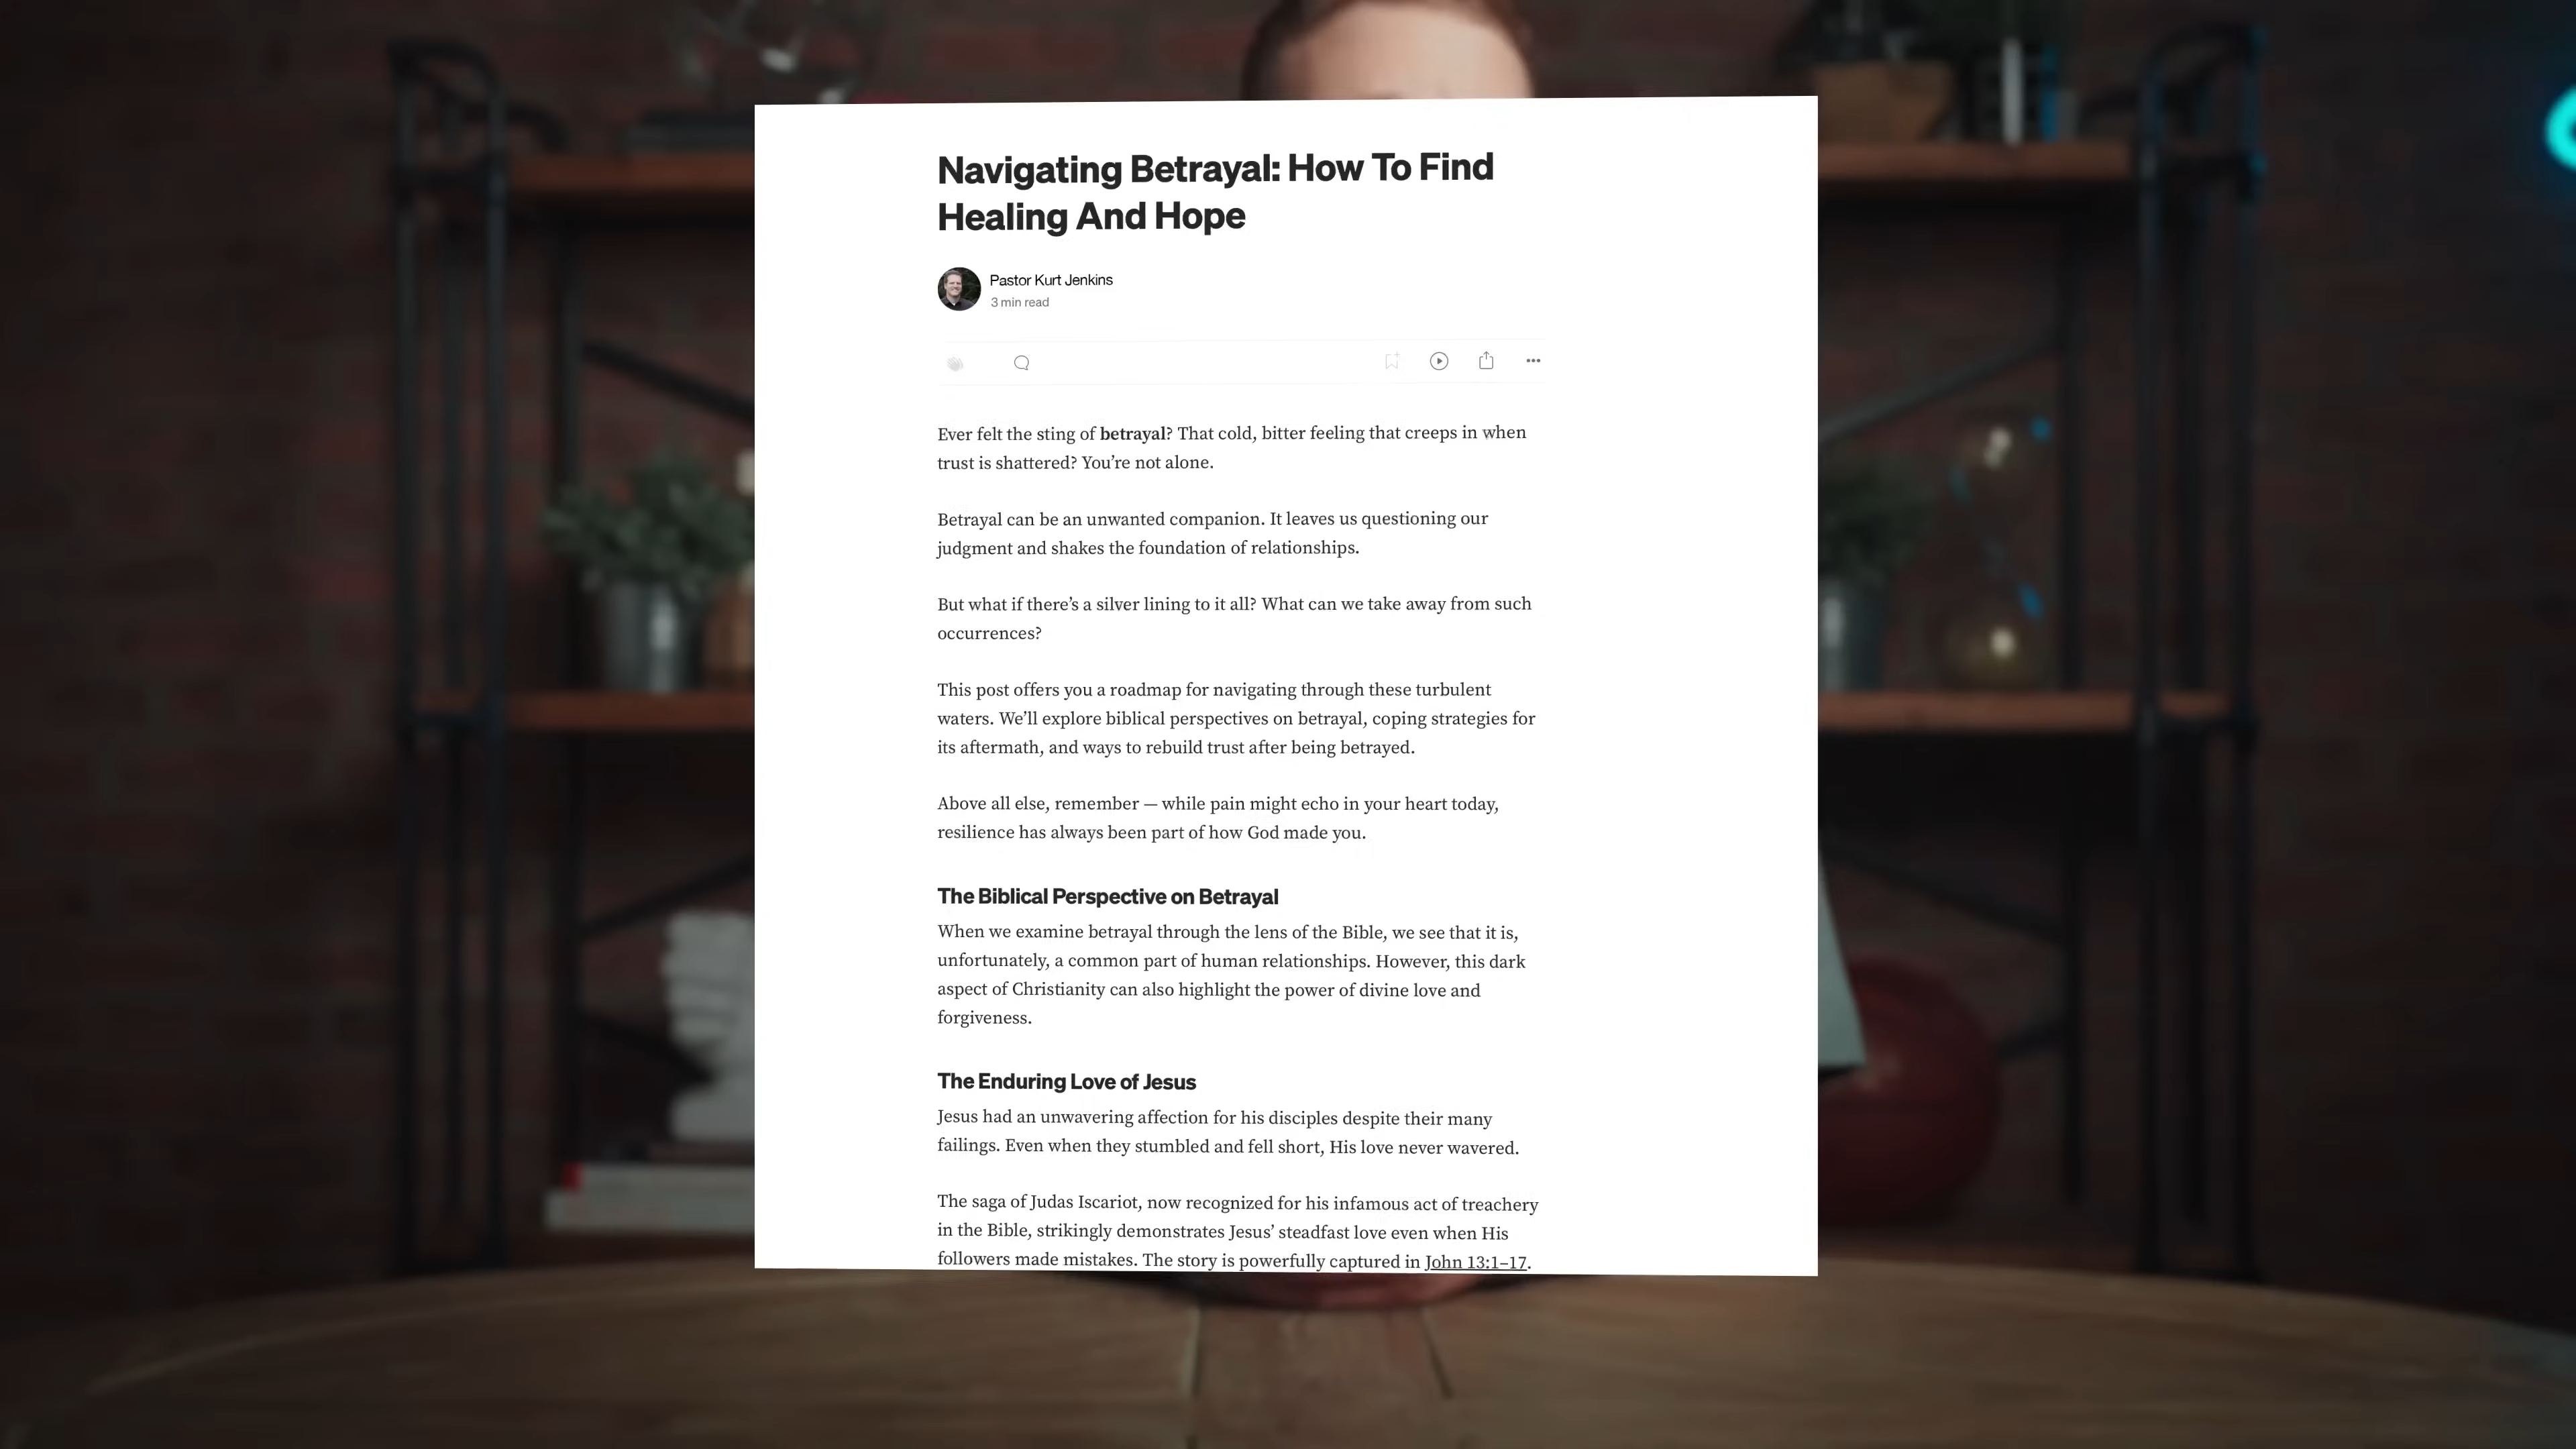 Navigating Betrayal: How To Find
Healing And Hope
Pastor Kurt Jenkins
3 min read
Ever felt the sting of betrayal? That cold, bitter feeling that creeps in when
trust is shattered? You’re not alone.
Betrayal can be an unwanted companion. It leaves us questioning our
judgment and shakes the foundation of relationships.
But what if there’s a silver lining to it all? What can we take away from such
occurrences?
This post offers you a roadmap for navigating through these turbulent
waters. We’ll explore biblical perspectives on betrayal, coping strategies for
its aftermath, and ways to rebuild trust after being betrayed.
Above all else, remember — while pain might echo in your heart today,
resilience has always been part of how God made you.
The Biblical Perspective on Betrayal
When we examine betrayal through the lens of the Bible, we see that it is,
unfortunately, a common part of human relationships. However, this dark
aspect of Christianity can also highlight the power of divine love and
forgiveness.
The Enduring Love of Jesus
Jesus had an unwavering affection for his disciples despite their many
failings. Even when they stumbled and fell short, His love never wavered.
The saga of Judas Iscariot, now recognized for his infamous act of treachery
in the Bible, strikingly demonstrates Jesus’ steadfast love even when His
followers made mistakes. The story is powerfully captured in John 13:1–17.